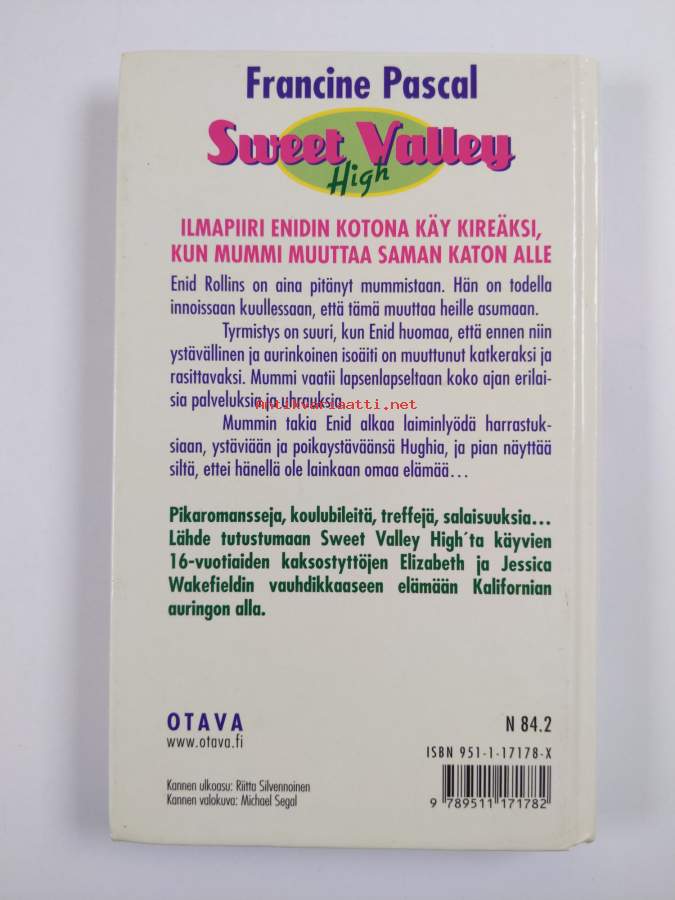 Francine Pascal
Sweet Valley
High
ILMAPIIRI ENIDIN KOTONA KÄY KIREÄKSI,
KUN MUMMI MUUTTAA SAMAN KATON ALLE
Enid Rollins on aina pitänyt mummistaan. Hän on todella
innoissaan kuullessaan, että tämä muuttaa heille asumaan.
Tyrmistys on suuri, kun Enid huomaa, että ennen niin
ystävällinen ja aurinkoinen isoäiti on muuttunut katkeraksi ja
rasittavaksi. Mummi vaatii lapsenlapseltaan koko ajan erilai-
sia palveluksia ja uhrauksia.
antikvariaatti.net
Mummin takia Enid alkaa laiminlyödä harrastuk-
siaan, ystäviään ja poikaystäväänsä Hughia, ja pian näyttää
siltä, ettei hänellä ole lainkaan omaa elämää...
Pikaromansseja, koulubileitä, treffejä, salaisuuksia...
Lähde tutustumaan Sweet Valley High´ta käyvien
16-vuotiaiden kaksostyttöjen Elizabeth ja Jessica
Wakefieldin vauhdikkaaseen elämään Kalifornian
auringon alla.
OTAVA
www.otava.fi
N 84.2
ISBN 951-1-17178-X
Kannen ulkoasu: Riitta Silvennoinen
Kannen valokuva: Michael Segal
9 789511 171782